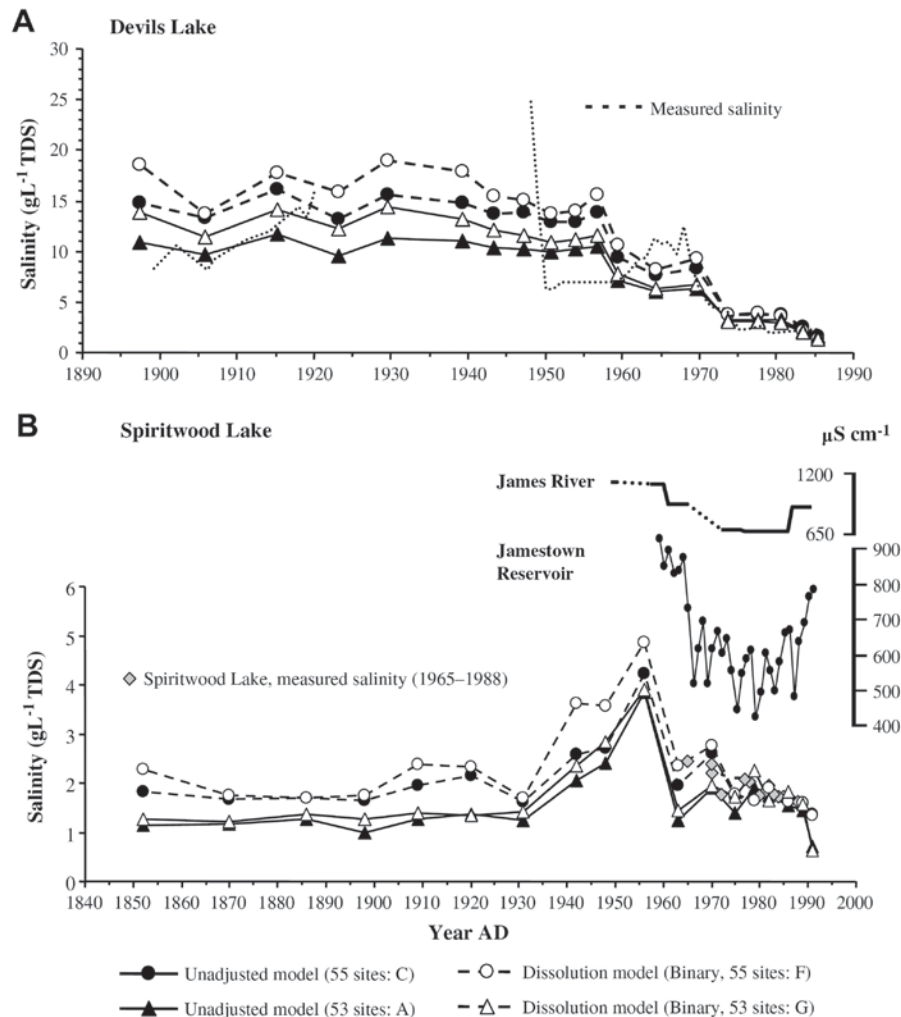 A
Devils Lake
30
25
20
15
10
5
0
Salinity (gL⁻¹ TDS)
Measured salinity
1890 1900 1910 1920 1930 1940 1950 1960 1970 1980 1990
B
Spiritwood Lake
μS cm⁻¹
James River
1200
650
Jamestown
Reservoir
900
800
700
600
500
400
6
5
4
3
2
1
0
Salinity (gL⁻¹ TDS)
Spiritwood Lake, measured salinity (1965–1988)
1840 1850 1860 1870 1880 1890 1900 1910 1920 1930 1940 1950 1960 1970 1980 1990 2000
Year AD
Unadjusted model (55 sites: C) Dissolution model (Binary, 55 sites: F)
Unadjusted model (53 sites: A) Dissolution model (Binary, 53 sites: G)